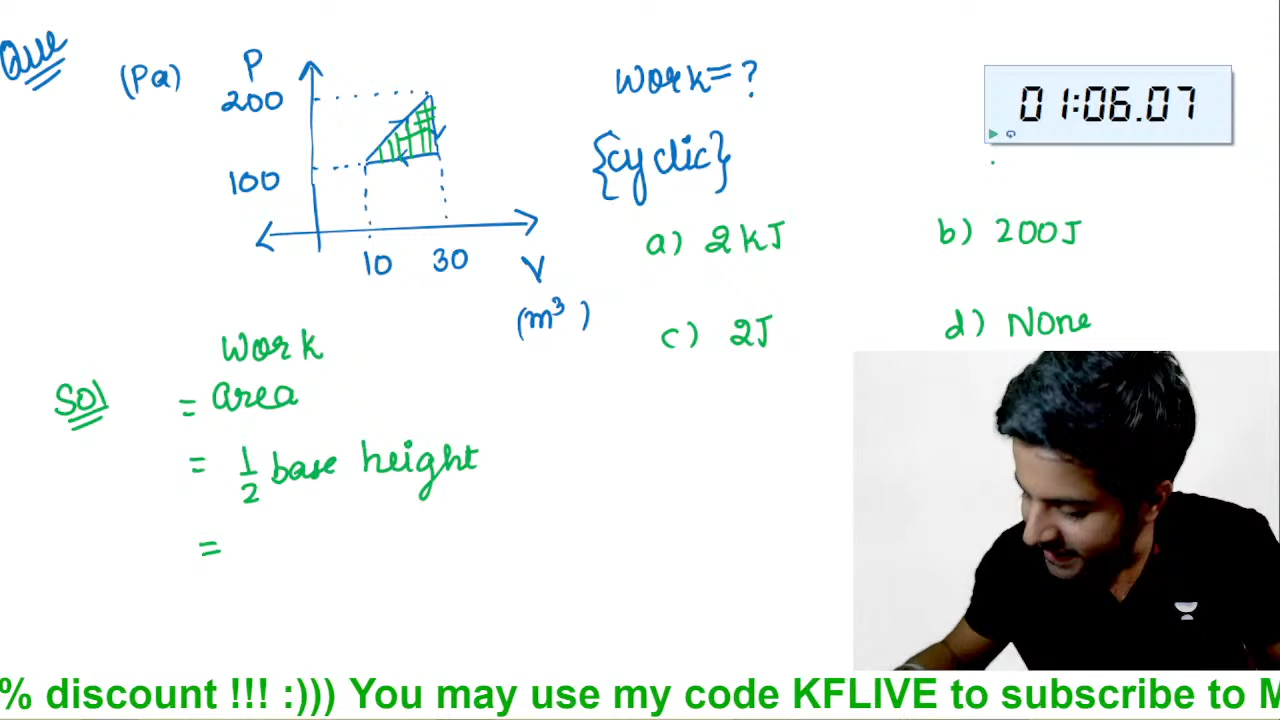 Que
(Pa) P
200
100
10 30 V
(m³)
Work = ?
{cyclic}
01:06.07
a) 2 kJ b) 200J
c) 2J d) None
Work
Sol = area
= 1/2 base height
=
% discount !!! :))) You may use my code KFLIVE to subscribe to M